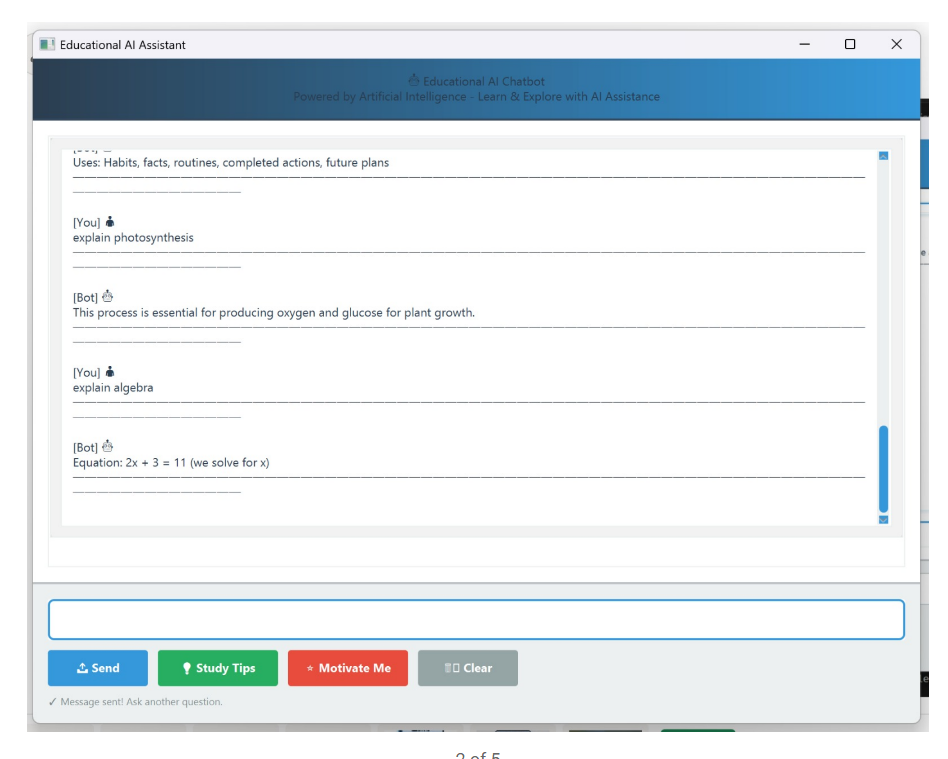 Educational AI Assistant
Educational AI Chatbot
Powered by Artificial Intelligence - Learn & Explore with AI Assistance
Uses: Habits, facts, routines, completed actions, future plans
[You]
explain photosynthesis
[Bot]
This process is essential for producing oxygen and glucose for plant growth.
[You]
explain algebra
[Bot]
Equation: 2x + 3 = 11 (we solve for x)
Send
Study Tips
Motivate Me
Clear
✓ Message sent! Ask another question.
2 of 5